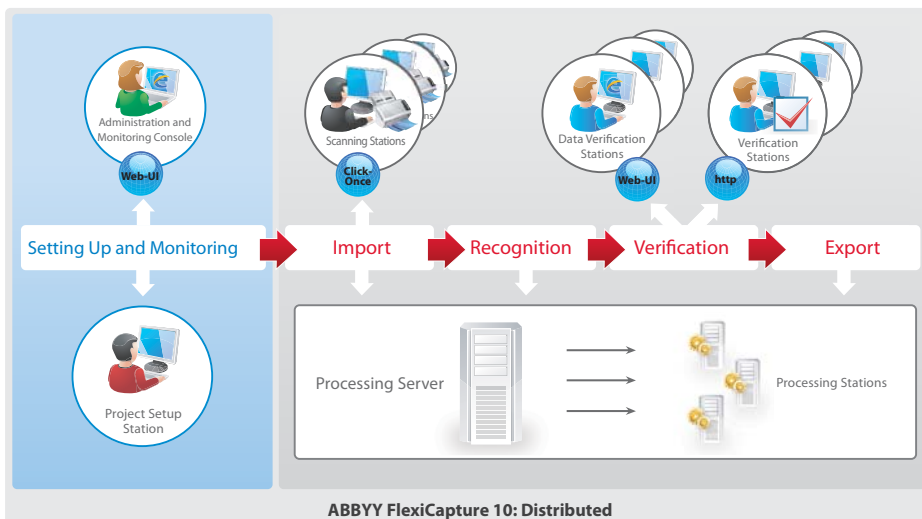 Administration and
Monitoring Console
Web-UI
Scanning Stations
Click-
Once
Data Verification
Stations
Web-UI
Verification
Stations
http
Setting Up and Monitoring
Import
Recognition
Verification
Export
Project Setup
Station
Processing Server
Processing Stations
ABBYY FlexiCapture 10: Distributed